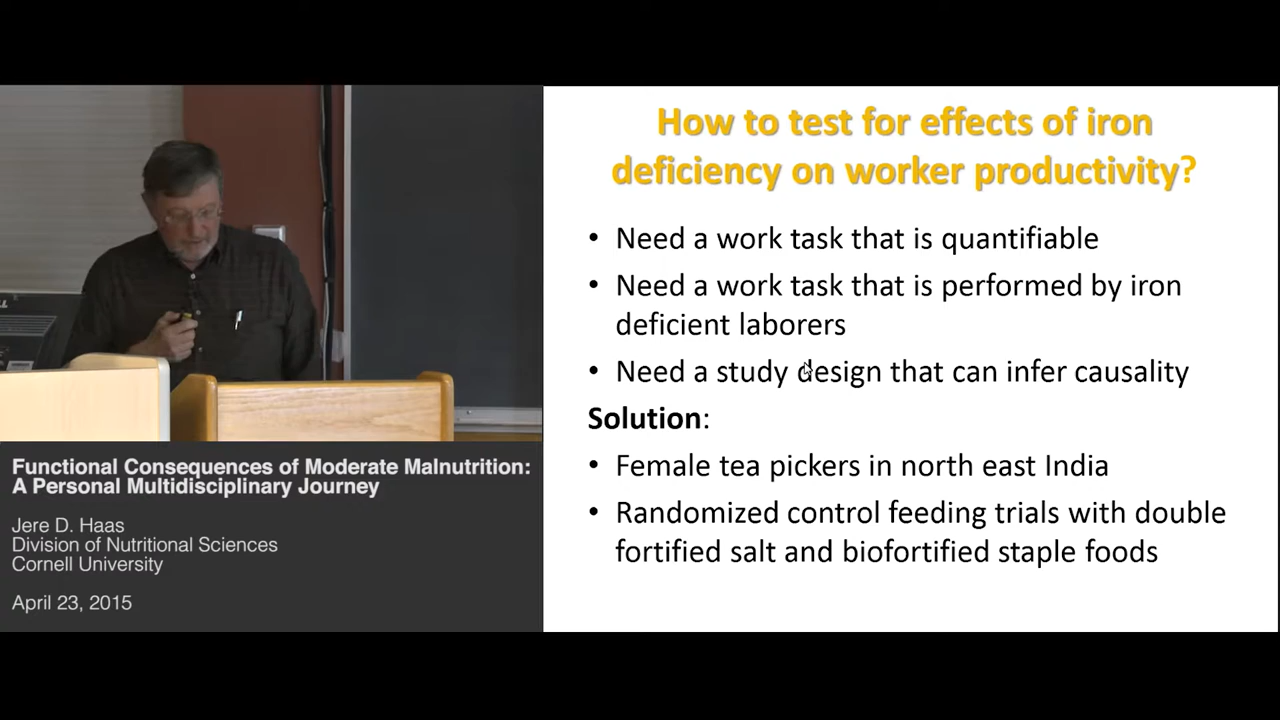 How to test for effects of iron
deficiency on worker productivity?
• Need a work task that is quantifiable
• Need a work task that is performed by iron
deficient laborers
• Need a study design that can infer causality
Solution:
• Female tea pickers in north east India
• Randomized control feeding trials with double
fortified salt and biofortified staple foods
Functional Consequences of Moderate Malnutrition:
A Personal Multidisciplinary Journey
Jere D. Haas
Division of Nutritional Sciences
Cornell University
April 23, 2015